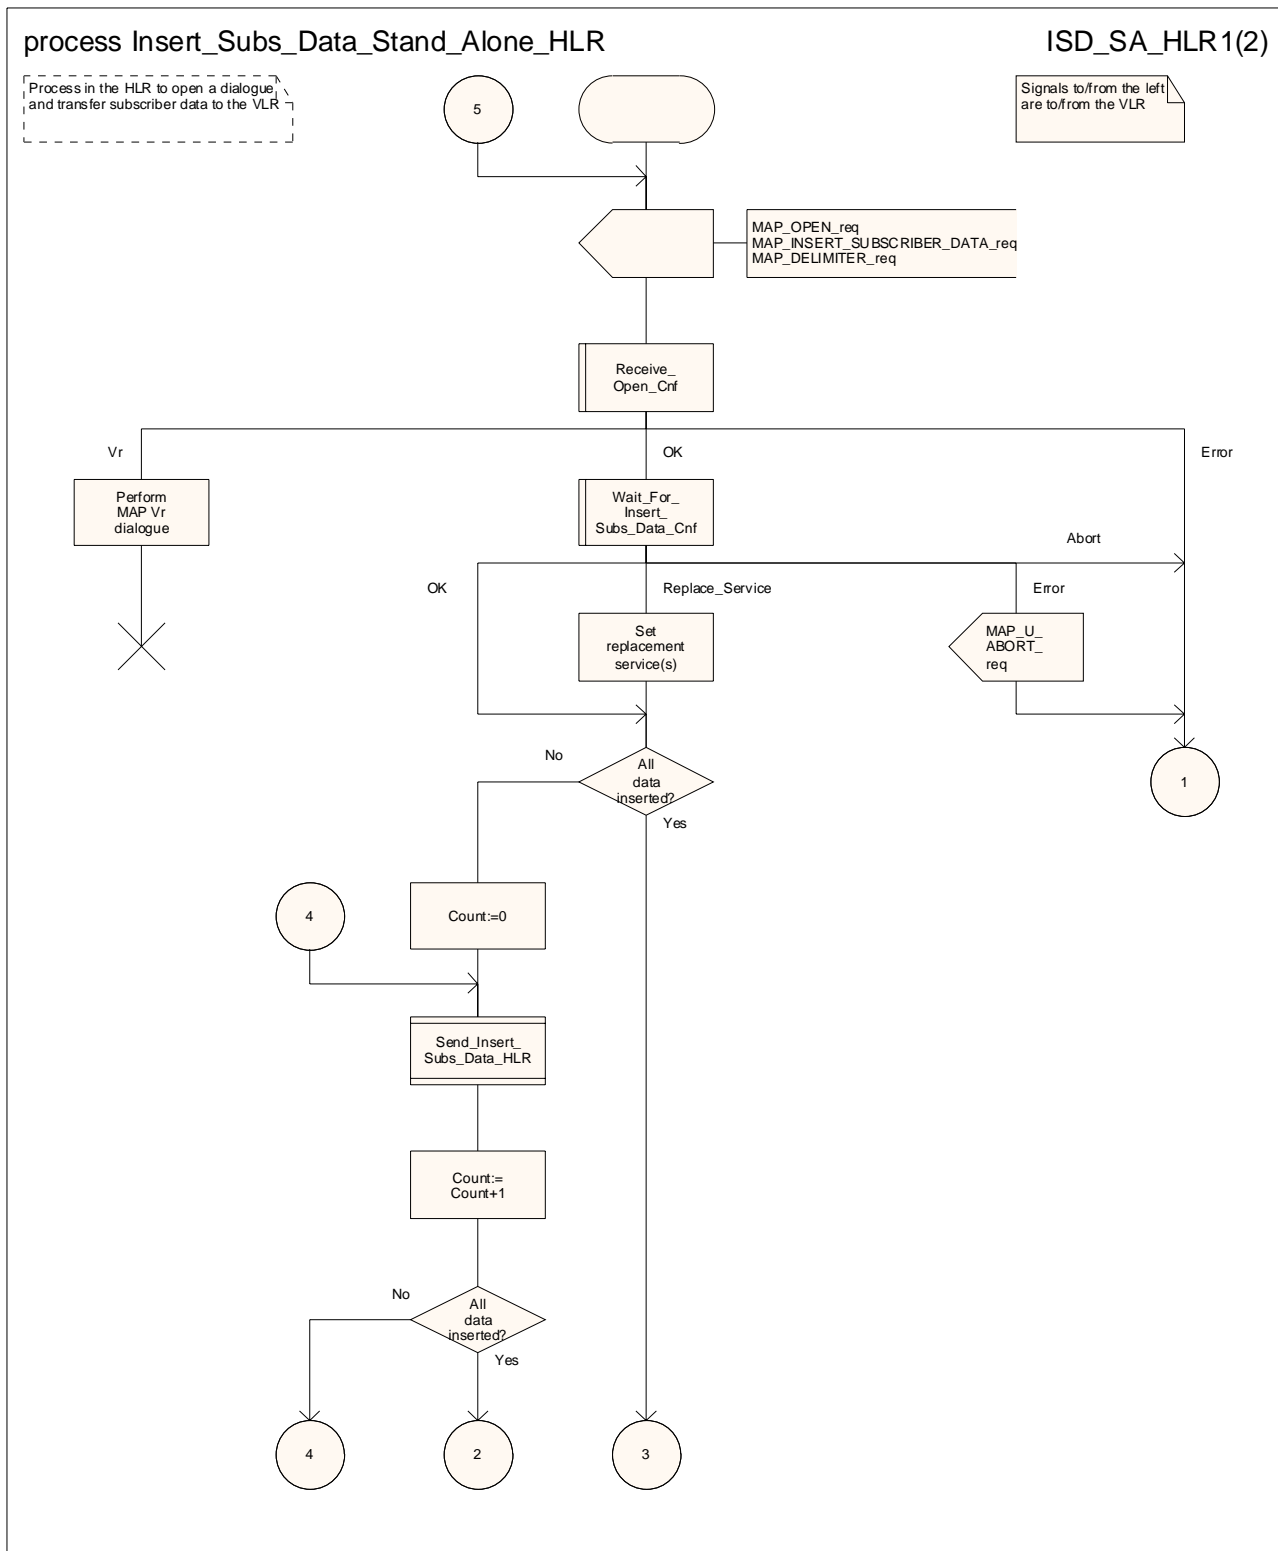 process Insert_Subs_Data_Stand_Alone_HLR
ISD_SA_HLR1(2)
Process in the HLR to open a dialogue
and transfer subscriber data to the VLR
5
Signals to/from the left
are to/from the VLR
MAP_OPEN_req
MAP_INSERT_SUBSCRIBER_DATA_req
MAP_DELIMITER_req
Receive_
Open_Cnf
Vr
OK
Error
Perform
MAP Vr
dialogue
Wait_For_
Insert_
Subs_Data_Cnf
Abort
OK
Replace_Service
Error
Set
replacement
service(s)
MAP_U_
ABORT_
req
No
All
data
inserted?
Yes
1
4
Count:=0
Send_Insert_
Subs_Data_HLR
Count:=
Count+1
No
All
data
inserted?
Yes
4
2
3